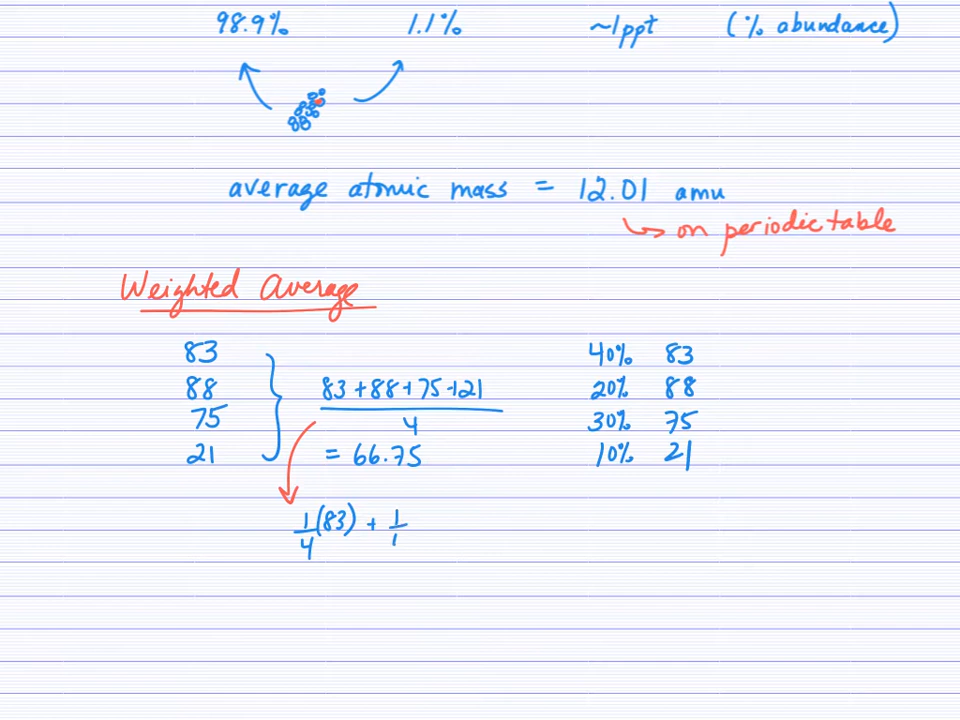 98.9% 1.1% ~1ppt (% abundance)
average atomic mass = 12.01 amu
on periodic table
Weighted Average
83 40% 83
88 83+88+75+21 20% 88
75 4 30% 75
21 = 66.75 10% 21
1/4(83) + 1/